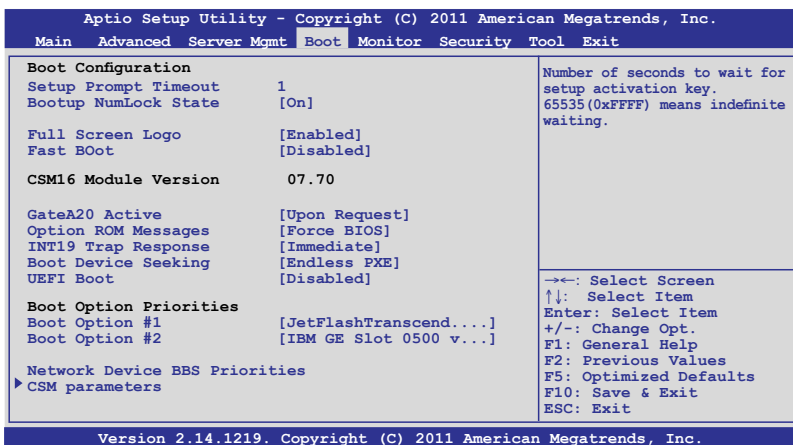 Aptio Setup Utility - Copyright (C) 2011 American Megatrends, Inc.
Main Advanced Server Mgmt Boot Monitor Security Tool Exit
Boot Configuration
Setup Prompt Timeout 1
Bootup NumLock State [On]
Full Screen Logo [Enabled]
Fast BOot [Disabled]
CSM16 Module Version 07.70
GateA20 Active [Upon Request]
Option ROM Messages [Force BIOS]
INT19 Trap Response [Immediate]
Boot Device Seeking [Endless PXE]
UEFI Boot [Disabled]
Boot Option Priorities
Boot Option #1 [JetFlashTranscend....]
Boot Option #2 [IBM GE Slot 0500 v...]
Network Device BBS Priorities
CSM parameters
Number of seconds to wait for
setup activation key.
65535(0xFFFF) means indefinite
waiting.
→←: Select Screen
↑↓: Select Item
Enter: Select Item
+/-: Change Opt.
F1: General Help
F2: Previous Values
F5: Optimized Defaults
F10: Save & Exit
ESC: Exit
Version 2.14.1219. Copyright (C) 2011 American Megatrends, Inc.